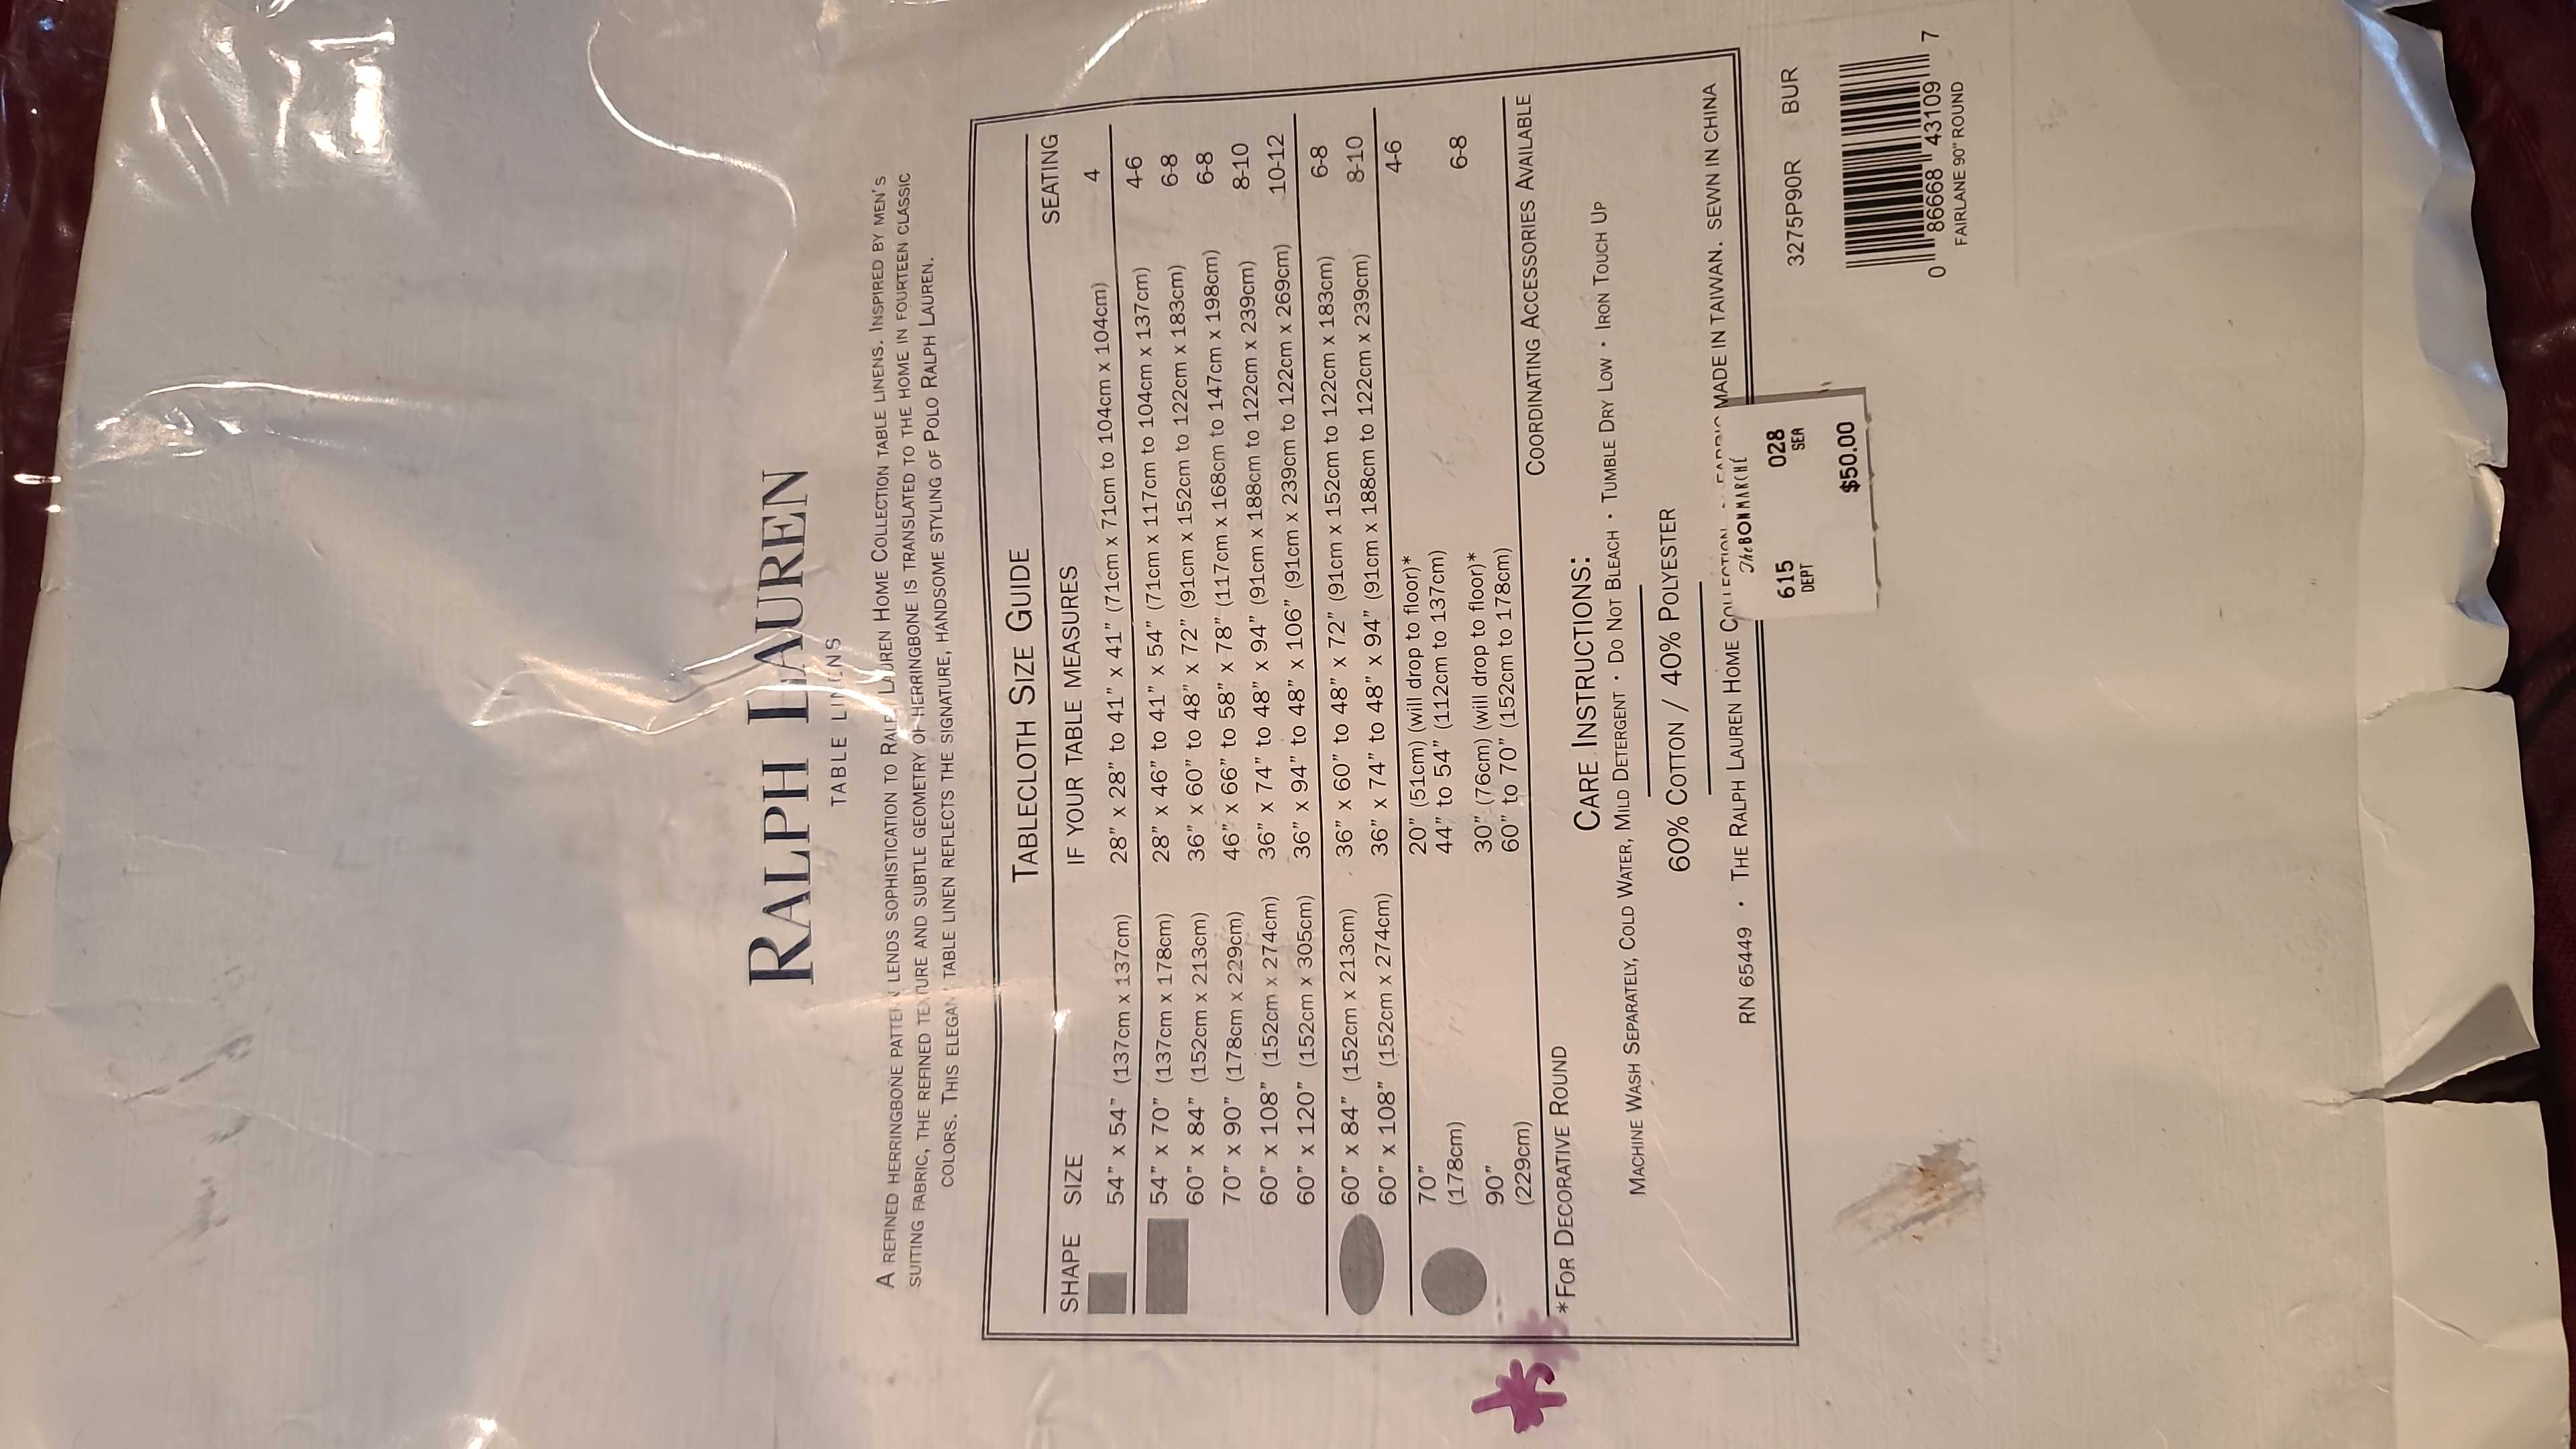 RALPH LAUREN
TABLE LINENS
A REFINED HERRINGBONE PATTERN LENDS SOPHISTICATION TO RALPH LAUREN HOME COLLECTION TABLE LINENS. INSPIRED BY MEN'S
SUITING FABRIC, THE REFINED TEXTURE AND SUBTLE GEOMETRY OF HERRINGBONE IS TRANSLATED TO THE HOME IN FOURTEEN CLASSIC
COLORS. THIS ELEGANT TABLE LINEN REFLECTS THE SIGNATURE, HANDSOME STYLING OF POLO RALPH LAUREN.
TABLECLOTH SIZE GUIDE
SHAPE SIZE IF YOUR TABLE MEASURES SEATING
54" x 54" (137cm x 137cm) 28" x 28" to 41" x 41" (71cm x 71cm to 104cm x 104cm) 4
54" x 70" (137cm x 178cm) 28" x 46" to 41" x 54" (71cm x 117cm to 104cm x 137cm) 4-6
60" x 84" (152cm x 213cm) 36" x 60" to 48" x 72" (91cm x 152cm to 122cm x 183cm) 6-8
70" x 90" (178cm x 229cm) 46" x 66" to 58" x 78" (117cm x 168cm to 147cm x 198cm) 6-8
60" x 108" (152cm x 274cm) 36" x 74" to 48" x 94" (91cm x 188cm to 122cm x 239cm) 8-10
60" x 120" (152cm x 305cm) 36" x 94" to 48" x 106" (91cm x 239cm to 122cm x 269cm) 10-12
60" x 84" (152cm x 213cm) 36" x 60" to 48" x 72" (91cm x 152cm to 122cm x 183cm) 6-8
60" x 108" (152cm x 274cm) 36" x 74" to 48" x 94" (91cm x 188cm to 122cm x 239cm) 8-10
70" 20" (51cm) (will drop to floor)* 4-6
(178cm) 44" to 54" (112cm to 137cm)
90" 30" (76cm) (will drop to floor)* 6-8
(229cm) 60" to 70" (152cm to 178cm)
*FOR DECORATIVE ROUND COORDINATING ACCESSORIES AVAILABLE
CARE INSTRUCTIONS:
MACHINE WASH SEPARATELY, COLD WATER, MILD DETERGENT • DO NOT BLEACH • TUMBLE DRY LOW • IRON TOUCH UP
60% COTTON / 40% POLYESTER
RN 65449 • THE RALPH LAUREN HOME COLLECTION FABRIC MADE IN TAIWAN. SEWN IN CHINA
The BON MARCHÉ
615 028
DEPT SEA
$50.00
3275P90R BUR
0 86668 43109 7
FAIRLANE 90" ROUND